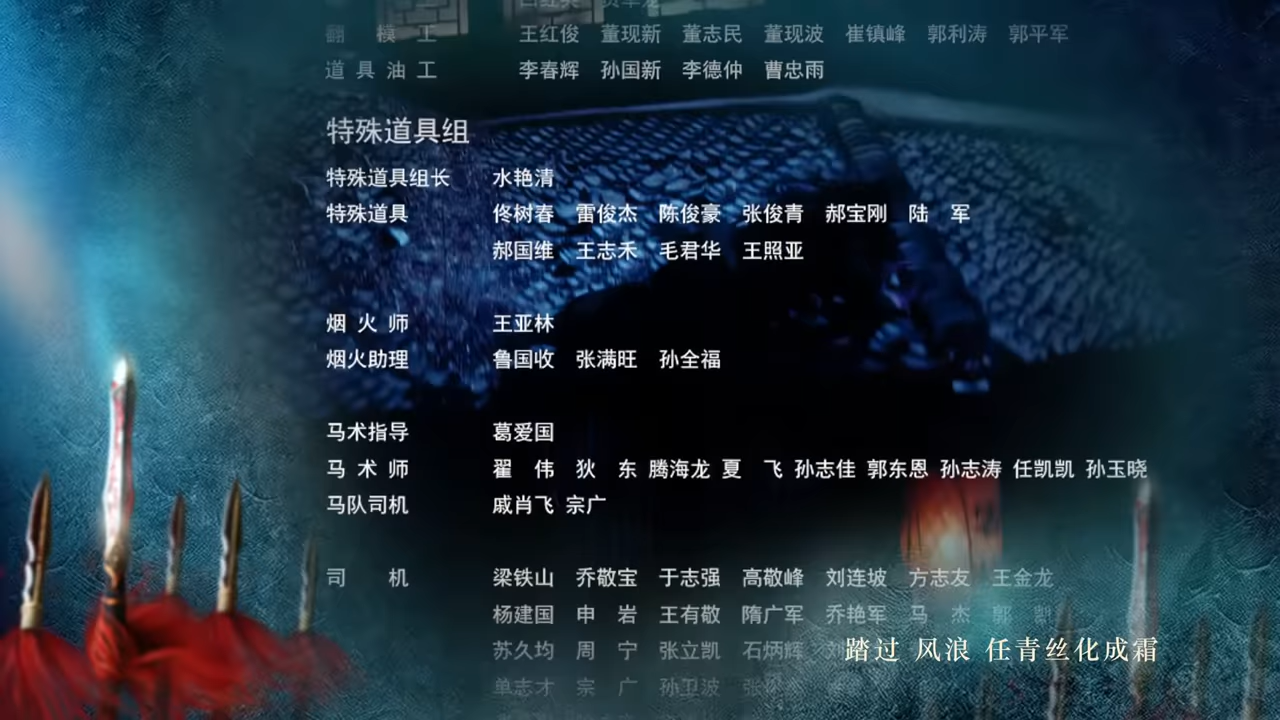 翻模工 王红俊 董现新 董志民 董现波 崔镇峰 郭利涛 郭平军
道具油工 李春辉 孙国新 李德仲 曹忠雨
特殊道具组
特殊道具组长 水艳清
特殊道具 佟树春 雷俊杰 陈俊豪 张俊青 郝宝刚 陆军
郝国维 王志禾 毛君华 王照亚
烟火师 王亚林
烟火助理 鲁国收 张满旺 孙全福
马术指导 葛爱国
马术师 翟伟 狄东 腾海龙 夏飞 孙志佳 郭东恩 孙志涛 任凯凯 孙玉晓
马队司机 戚肖飞 宗广
司机 梁铁山 乔敬宝 于志强 高敬峰 刘连坡 方志友 王金龙
杨建国 申岩 王有敬 隋广军 乔艳军 马杰 郭凯
苏久均 周宁 张立凯 石炳辉
踏过 风浪 任青丝化成霜
单志才 宗广 孙卫波